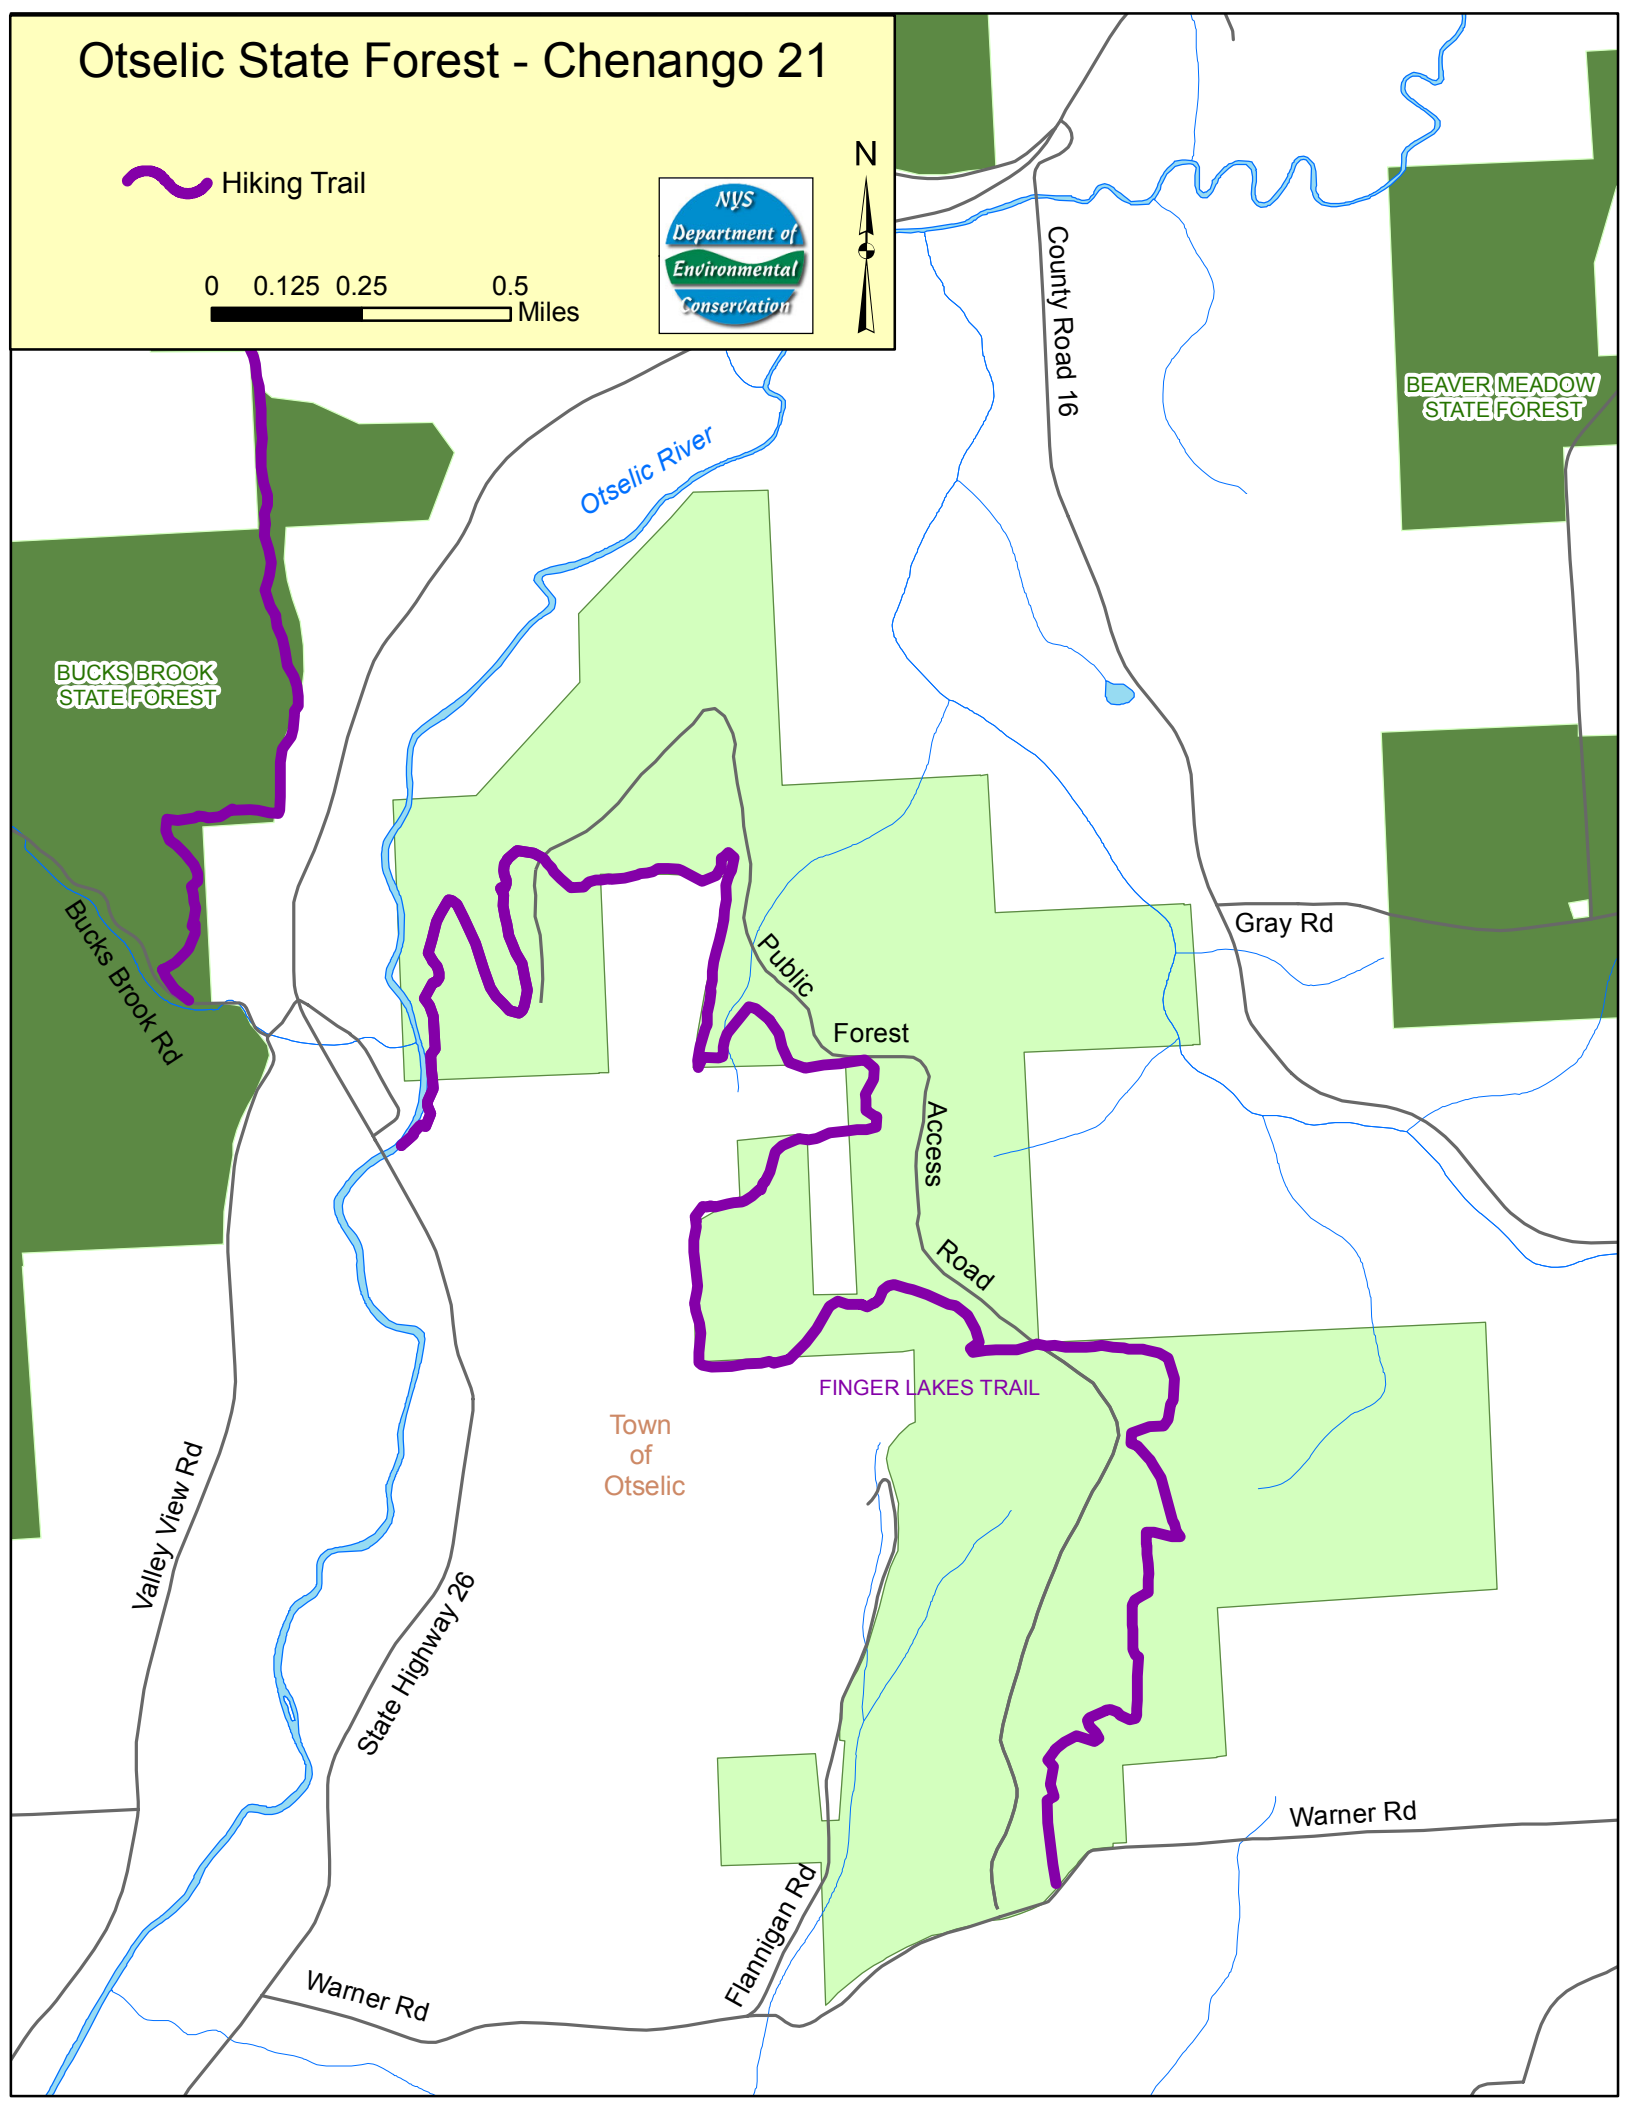 Otselic State Forest - Chenango 21
Hiking Trail
0 0.125 0.25 0.5
Miles
NYS
Department of
Environmental
Conservation
N
County Road 16
BEAVER MEADOW
STATE FOREST
Otselic River
BUCKS BROOK
STATE FOREST
Bucks Brook Rd
Gray Rd
Public
Forest
Access
Road
FINGER LAKES TRAIL
Town
of
Otselic
Valley View Rd
State Highway 26
Warner Rd
Flannigan Rd
Warner Rd